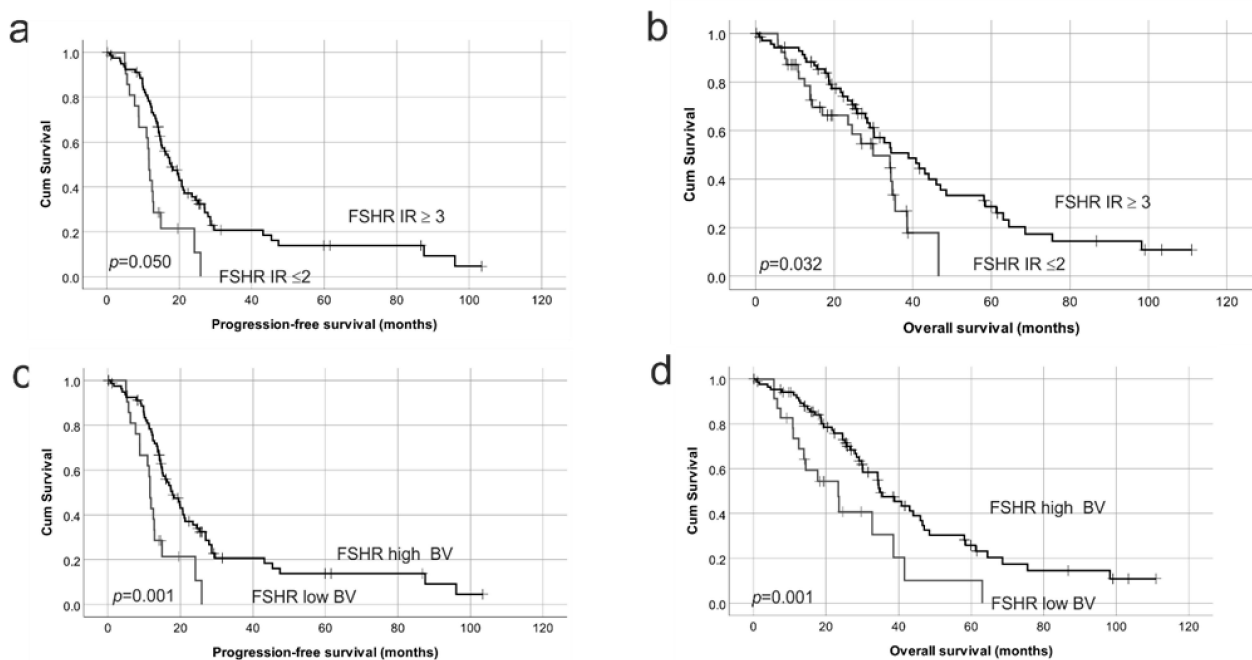 a
Cum Survival
1.0
0.8
0.6
0.4
0.2
0.0
FSHR IR ≥ 3
p=0.050
FSHR IR ≤2
0 20 40 60 80 100 120
Progression-free survival (months)
b
Cum Survival
1.0
0.8
0.6
0.4
0.2
0.0
FSHR IR ≥ 3
p=0.032
FSHR IR ≤2
0 20 40 60 80 100 120
Overall survival (months)
c
Cum Survival
1.0
0.8
0.6
0.4
0.2
0.0
FSHR high BV
p=0.001
FSHR low BV
0 20 40 60 80 100 120
Progression-free survival (months)
d
Cum Survival
1.0
0.8
0.6
0.4
0.2
0.0
FSHR high BV
p=0.001
FSHR low BV
0 20 40 60 80 100 120
Overall survival (months)